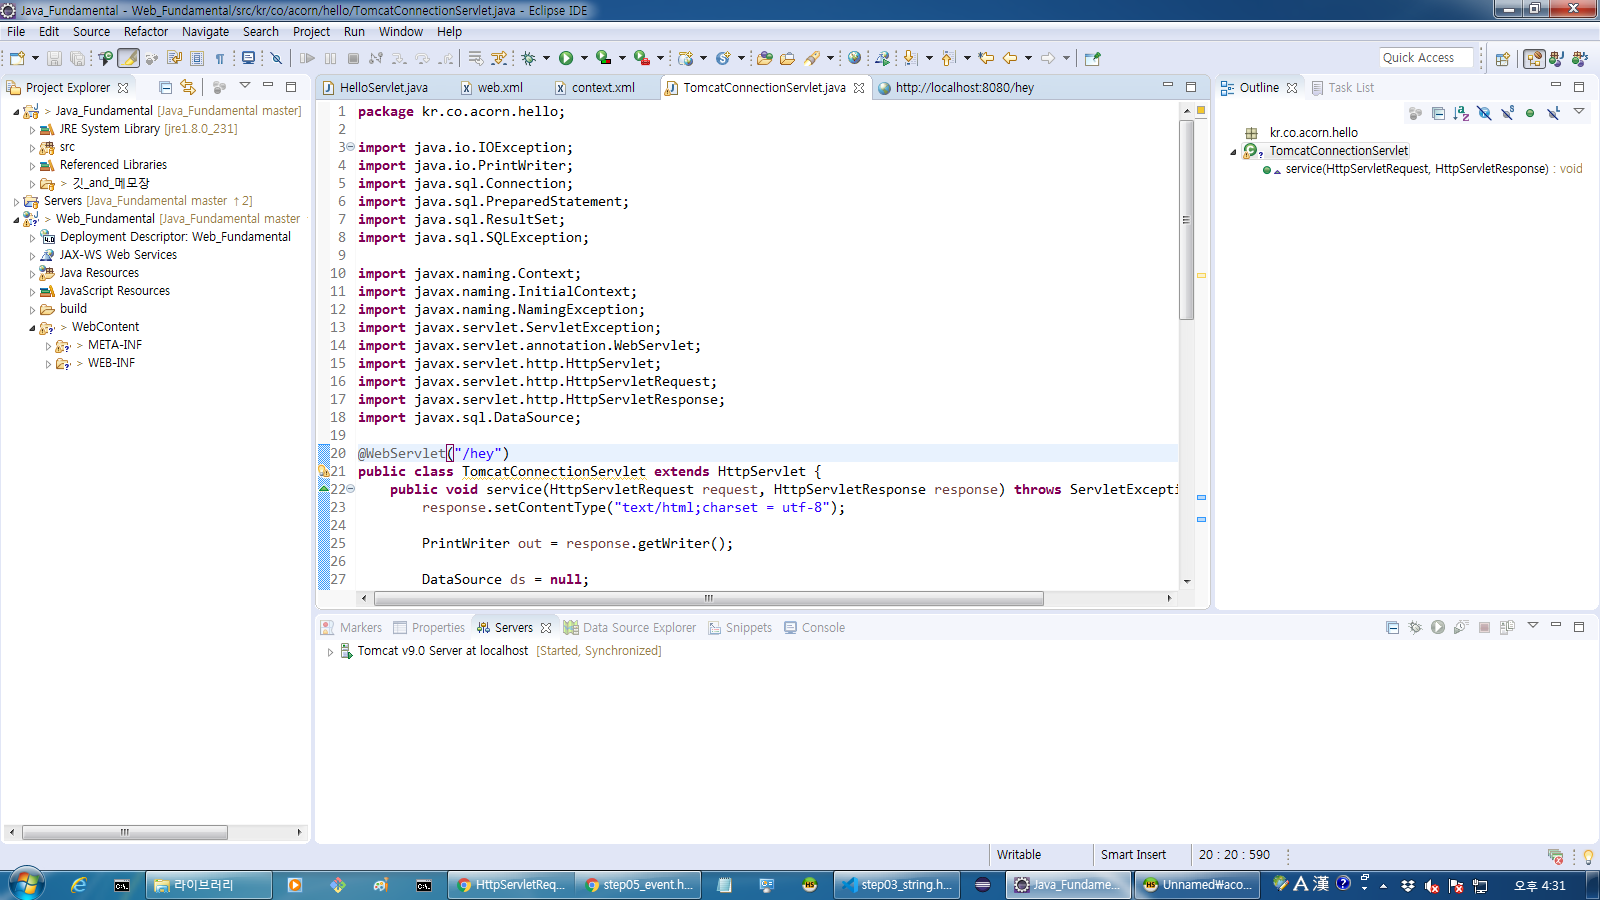 Java_Fundamental - Web_Fundamental/src/kr/co/acorn/hello/TomcatConnectionServlet.java - Eclipse IDE
File Edit Source Refactor Navigate Search Project Run Window Help
Quick Access
Project Explorer
> Java_Fundamental [Java_Fundamental master]
JRE System Library [jre1.8.0_231]
src
Referenced Libraries
> 깃_and_메모장
Servers [Java_Fundamental master ↑2]
> Web_Fundamental [Java_Fundamental master
Deployment Descriptor: Web_Fundamental
JAX-WS Web Services
Java Resources
JavaScript Resources
build
> WebContent
> META-INF
> WEB-INF
HelloServlet.java web.xml context.xml TomcatConnectionServlet.java http://localhost:8080/hey
1 package kr.co.acorn.hello;
2
3 import java.io.IOException;
4 import java.io.PrintWriter;
5 import java.sql.Connection;
6 import java.sql.PreparedStatement;
7 import java.sql.ResultSet;
8 import java.sql.SQLException;
9
10 import javax.naming.Context;
11 import javax.naming.InitialContext;
12 import javax.naming.NamingException;
13 import javax.servlet.ServletException;
14 import javax.servlet.annotation.WebServlet;
15 import javax.servlet.http.HttpServlet;
16 import javax.servlet.http.HttpServletRequest;
17 import javax.servlet.http.HttpServletResponse;
18 import javax.sql.DataSource;
19
20 @WebServlet("/hey")
21 public class TomcatConnectionServlet extends HttpServlet {
22 public void service(HttpServletRequest request, HttpServletResponse response) throws ServletExcepti
23 response.setContentType("text/html;charset = utf-8");
24
25 PrintWriter out = response.getWriter();
26
27 DataSource ds = null;
Outline Task List
kr.co.acorn.hello
TomcatConnectionServlet
service(HttpServletRequest, HttpServletResponse) : void
Markers Properties Servers Data Source Explorer Snippets Console
Tomcat v9.0 Server at localhost [Started, Synchronized]
Writable Smart Insert 20 : 20 : 590
라이브러리 HttpServletReq... step05_event.h... step03_string.h... Java_Fundame... Unnamed₩aco... A 漢 오후 4:31